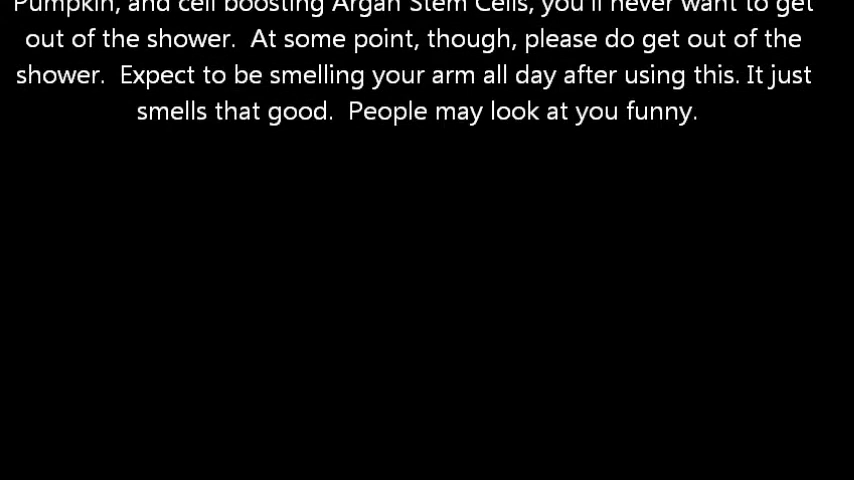 Pumpkin, and cell boosting Argan Stem Cells, you'll never want to get
out of the shower.  At some point, though, please do get out of the
shower.  Expect to be smelling your arm all day after using this. It just
smells that good.  People may look at you funny.